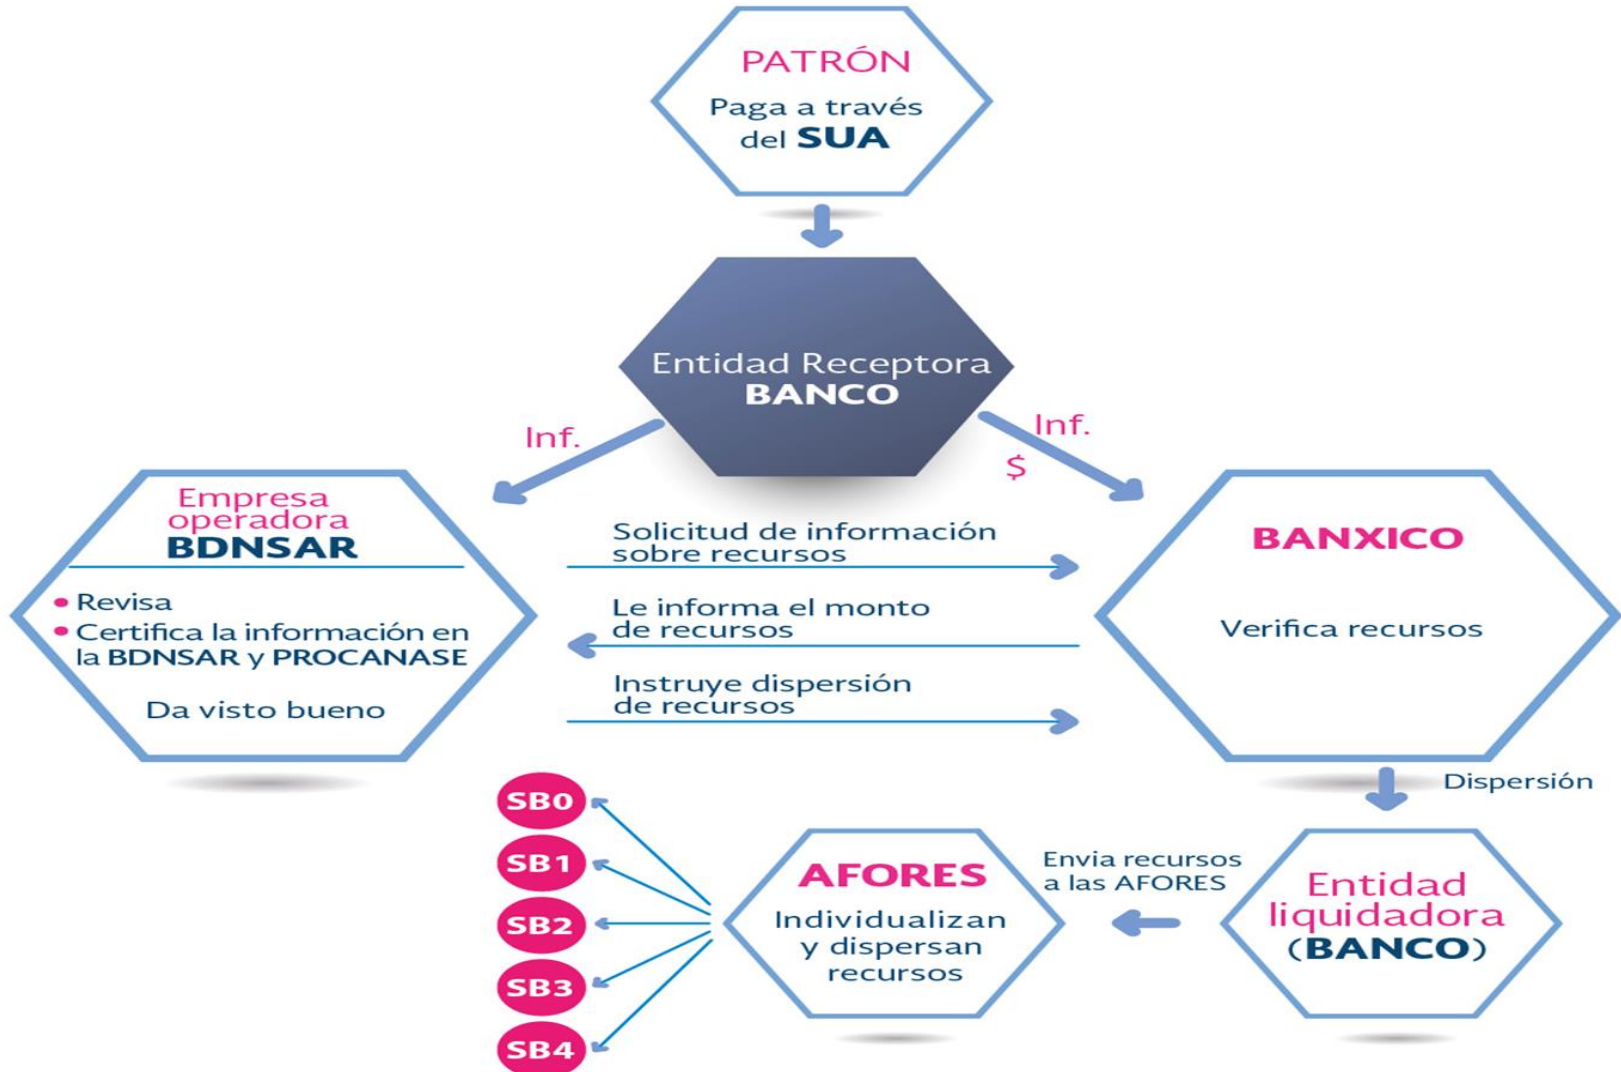 PATRÓN
Paga a través
del SUA
Entidad Receptora
BANCO
Inf.
Inf.
$
Empresa
operadora
BDNSAR
• Revisa
• Certifica la información en
la BDNSAR y PROCANASE
Da visto bueno
Solicitud de información
sobre recursos
Le informa el monto
de recursos
Instruye dispersión
de recursos
BANXICO
Verifica recursos
Dispersión
Entidad
liquidadora
(BANCO)
Envia recursos
a las AFORES
AFORES
Individualizan
y dispersan
recursos
SB0
SB1
SB2
SB3
SB4